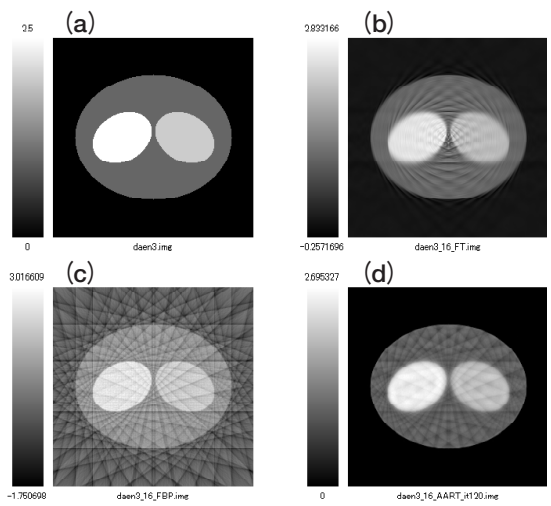 (a)
2.5
0
daen3.img
(b)
2.833166
-0.2571696
daen3_16_FT.img
(c)
3.016609
-1.750698
daen3_16_FBP.img
(d)
2.695327
0
daen3_16_AART_it120.img